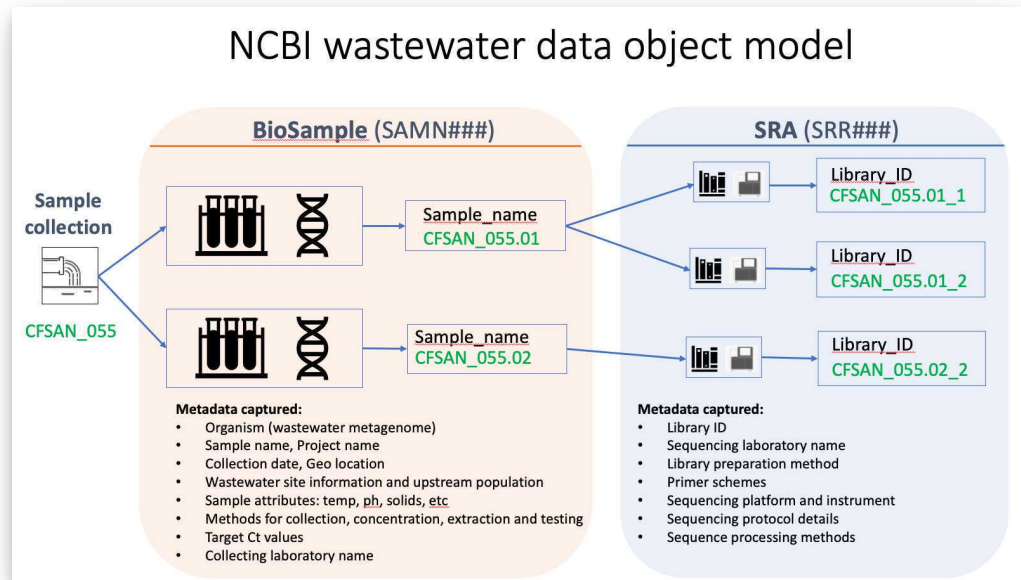 NCBI wastewater data object model
BioSample (SAMN###)
SRA (SRR###)
Sample
collection
CFSAN_055
Sample_name
CFSAN_055.01
Sample_name
CFSAN_055.02
Library_ID
CFSAN_055.01_1
Library_ID
CFSAN_055.01_2
Library_ID
CFSAN_055.02_2
Metadata captured:
• Organism (wastewater metagenome)
• Sample name, Project name
• Collection date, Geo location
• Wastewater site information and upstream population
• Sample attributes: temp, ph, solids, etc
• Methods for collection, concentration, extraction and testing
• Target Ct values
• Collecting laboratory name
Metadata captured:
• Library ID
• Sequencing laboratory name
• Library preparation method
• Primer schemes
• Sequencing platform and instrument
• Sequencing protocol details
• Sequence processing methods